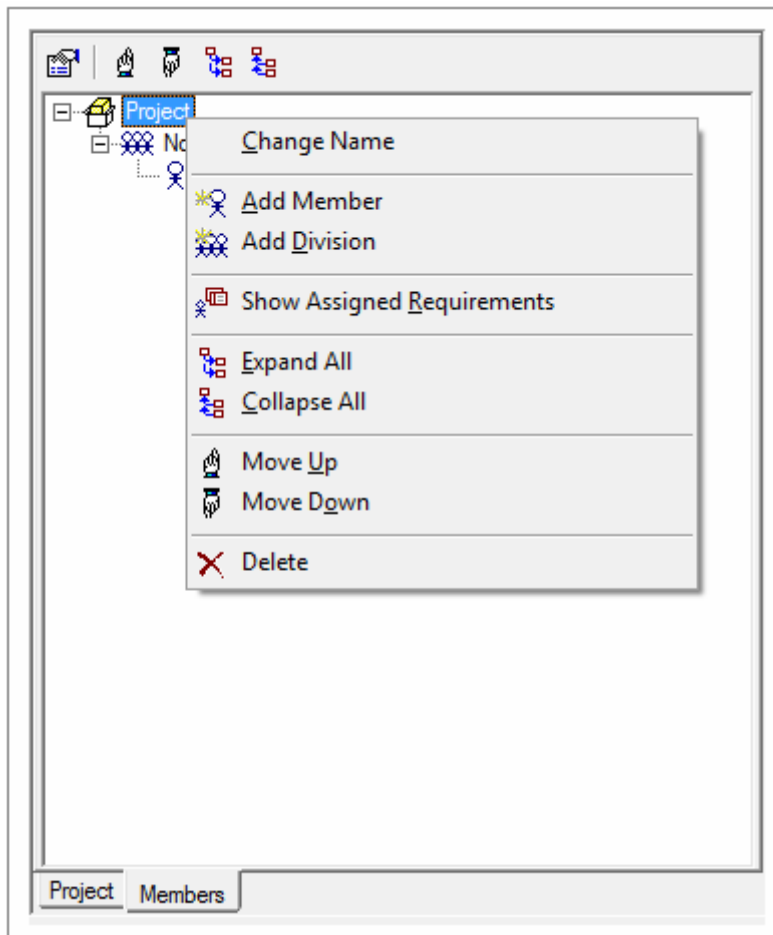 Project
No
Change Name
Add Member
Add Division
Show Assigned Requirements
Expand All
Collapse All
Move Up
Move Down
Delete
Project
Members